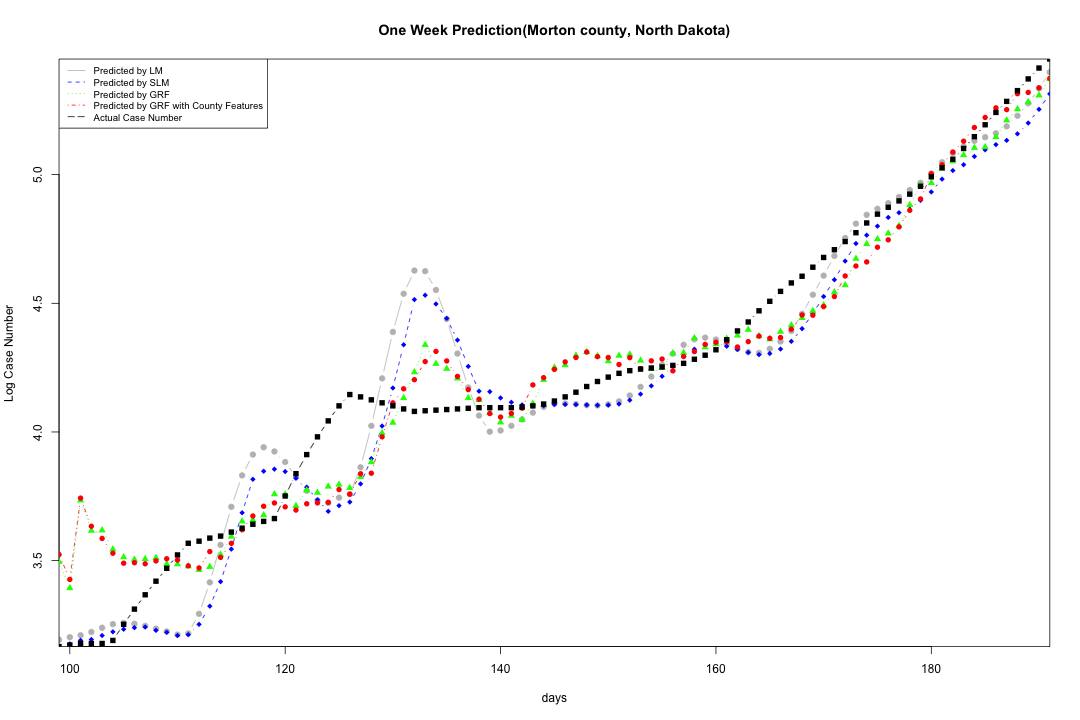 One Week Prediction(Morton county, North Dakota)
Predicted by LM
Predicted by SLM
Predicted by GRF
Predicted by GRF with County Features
Actual Case Number
Log Case Number
5.0
4.5
4.0
3.5
100 120 140 160 180
days